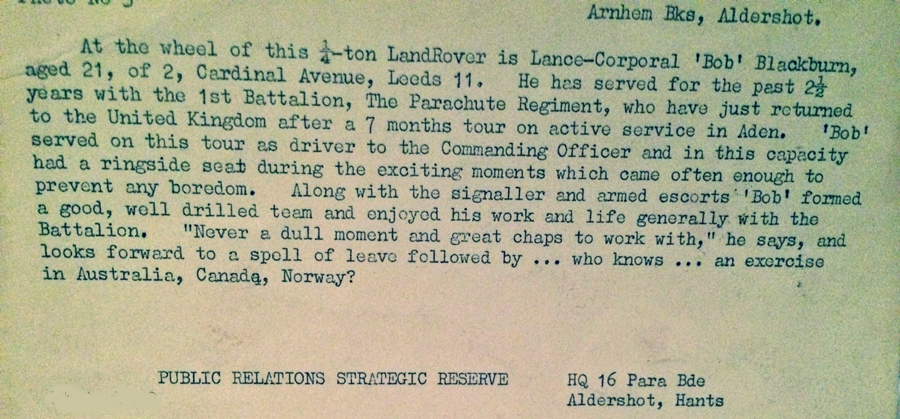 Photo No 3
Arnhem Bks, Aldershot.
At the wheel of this ¼-ton LandRover is Lance-Corporal 'Bob' Blackburn,
aged 21, of 2, Cardinal Avenue, Leeds 11. He has served for the past 2½
years with the 1st Battalion, The Parachute Regiment, who have just returned
to the United Kingdom after a 7 months tour on active service in Aden. 'Bob'
served on this tour as driver to the Commanding Officer and in this capacity
had a ringside seat during the exciting moments which came often enough to
prevent any boredom. Along with the signaller and armed escorts 'Bob' formed
a good, well drilled team and enjoyed his work and life generally with the
Battalion. "Never a dull moment and great chaps to work with," he says, and
looks forward to a spell of leave followed by ... who knows ... an exercise
in Australia, Canada, Norway?
PUBLIC RELATIONS STRATEGIC RESERVE
HQ 16 Para Bde
Aldershot, Hants